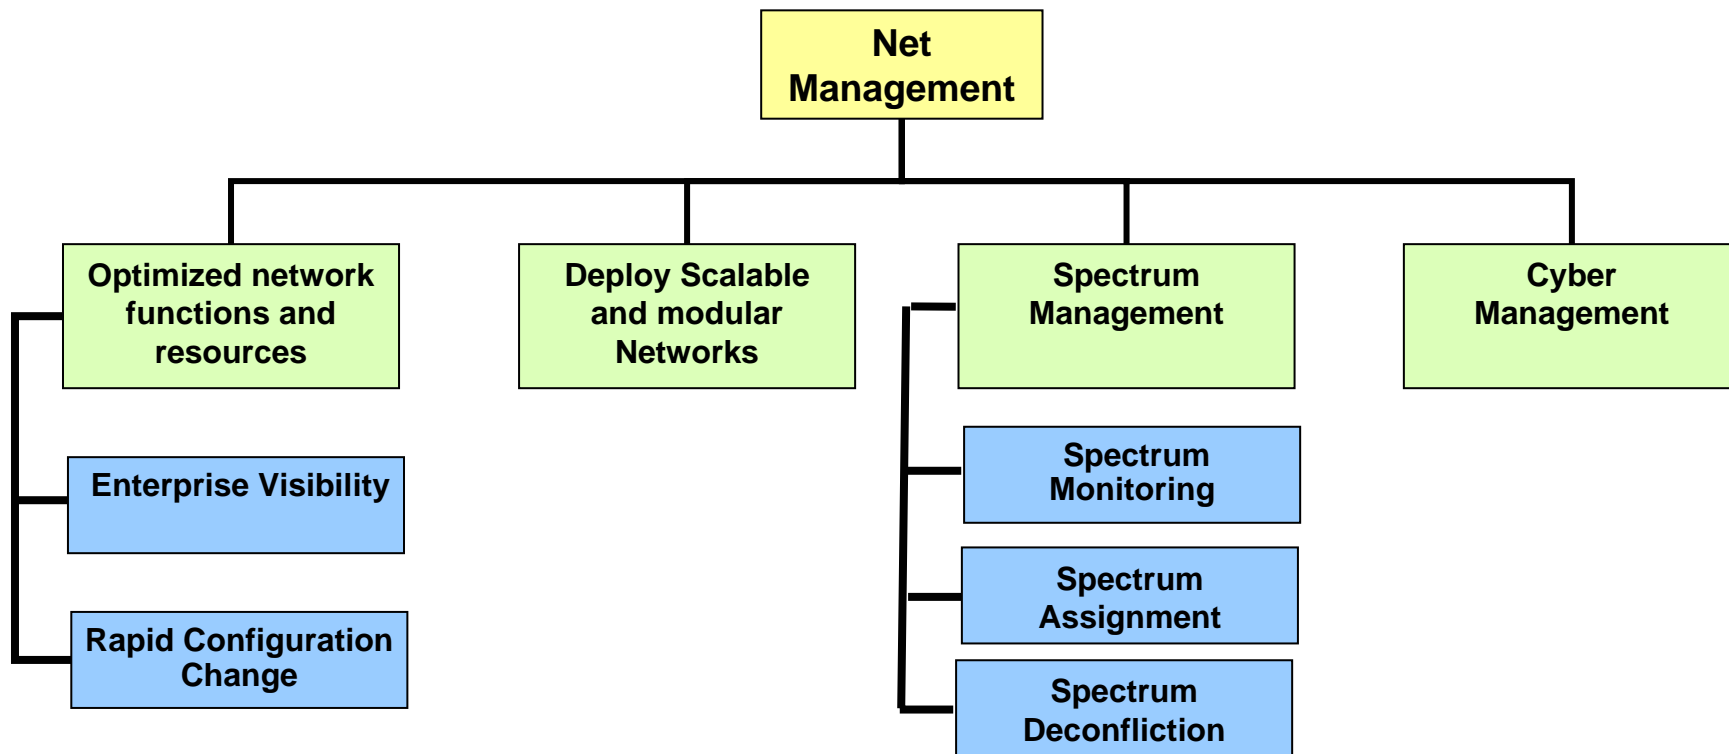 Net
Management
Optimized network
functions and
resources
Deploy Scalable
and modular
Networks
Spectrum
Management
Cyber
Management
Enterprise Visibility
Rapid Configuration
Change
Spectrum
Monitoring
Spectrum
Assignment
Spectrum
Deconfliction